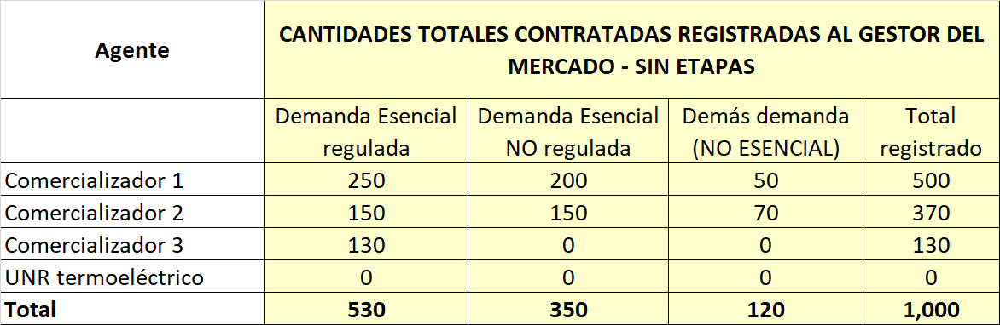 Agente
CANTIDADES TOTALES CONTRATADAS REGISTRADAS AL GESTOR DEL
MERCADO - SIN ETAPAS
Demanda Esencial regulada
Demanda Esencial NO regulada
Demás demanda (NO ESENCIAL)
Total registrado
Comercializador 1 250 200 50 500
Comercializador 2 150 150 70 370
Comercializador 3 130 0 0 130
UNR termoeléctrico 0 0 0 0
Total 530 350 120 1,000